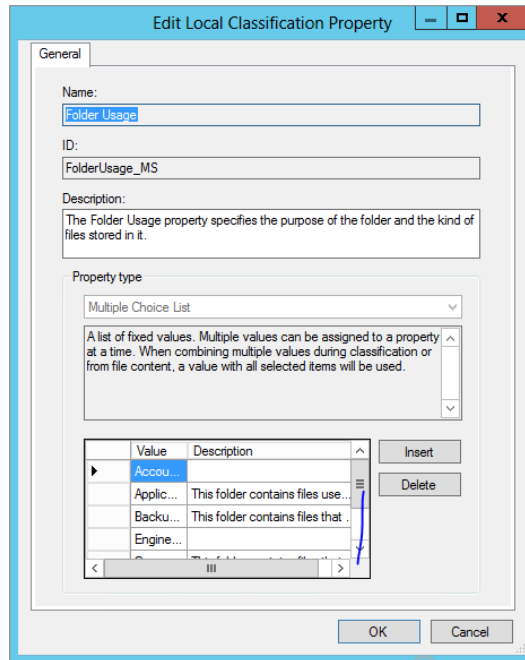 Edit Local Classification Property
General
Name:
Folder Usage
ID:
FolderUsage_MS
Description:
The Folder Usage property specifies the purpose of the folder and the kind of
files stored in it.
Property type
Multiple Choice List
A list of fixed values. Multiple values can be assigned to a property
at a time. When combining multiple values during classification or
from file content, a value with all selected items will be used.
Value Description
Accou...
Applic... This folder contains files use...
Backu... This folder contains files that .
Engine...
Insert
Delete
OK Cancel